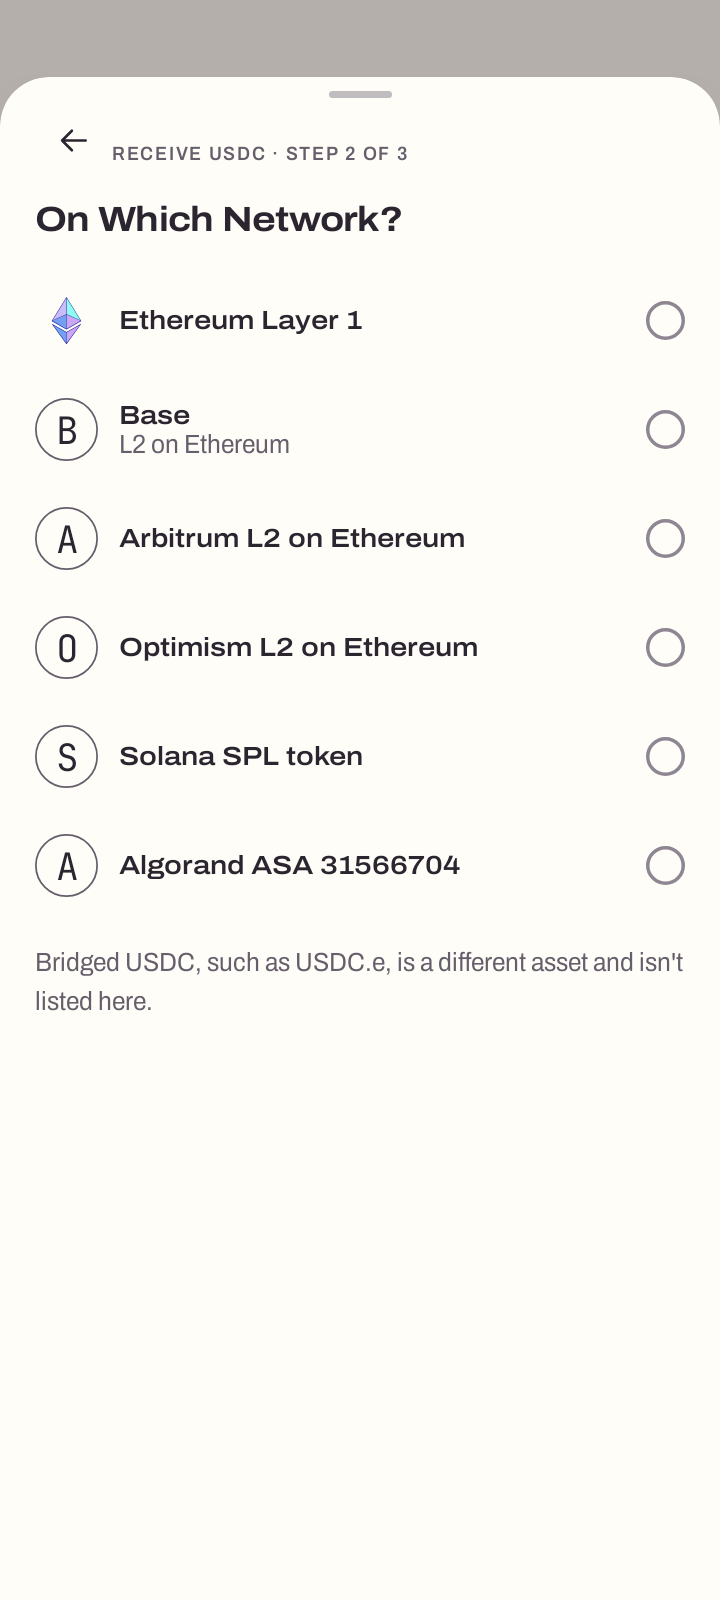 RECEIVE USDC · STEP 2 OF 3
On Which Network?
Ethereum Layer 1
B
Base
L2 on Ethereum
A
Arbitrum L2 on Ethereum
O
Optimism L2 on Ethereum
S
Solana SPL token
A
Algorand ASA 31566704
Bridged USDC, such as USDC.e, is a different asset and isn't
listed here.